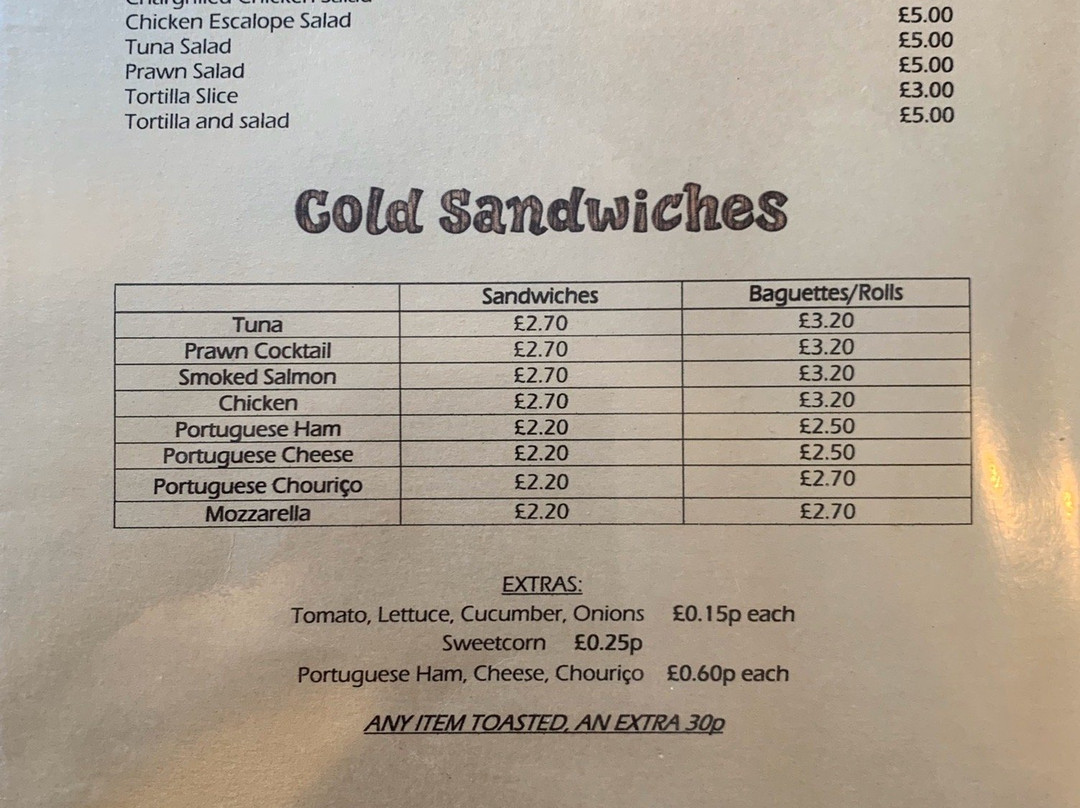 Chargrilled Chicken Salad
Chicken Escalope Salad £5.00
Tuna Salad £5.00
Prawn Salad £5.00
Tortilla Slice £3.00
Tortilla and salad £5.00
Cold Sandwiches
Sandwiches Baguettes/Rolls
Tuna £2.70 £3.20
Prawn Cocktail £2.70 £3.20
Smoked Salmon £2.70 £3.20
Chicken £2.70 £3.20
Portuguese Ham £2.20 £2.50
Portuguese Cheese £2.20 £2.50
Portuguese Chouriço £2.20 £2.70
Mozzarella £2.20 £2.70
EXTRAS:
Tomato, Lettuce, Cucumber, Onions £0.15p each
Sweetcorn £0.25p
Portuguese Ham, Cheese, Chouriço £0.60p each
ANY ITEM TOASTED, AN EXTRA 30p